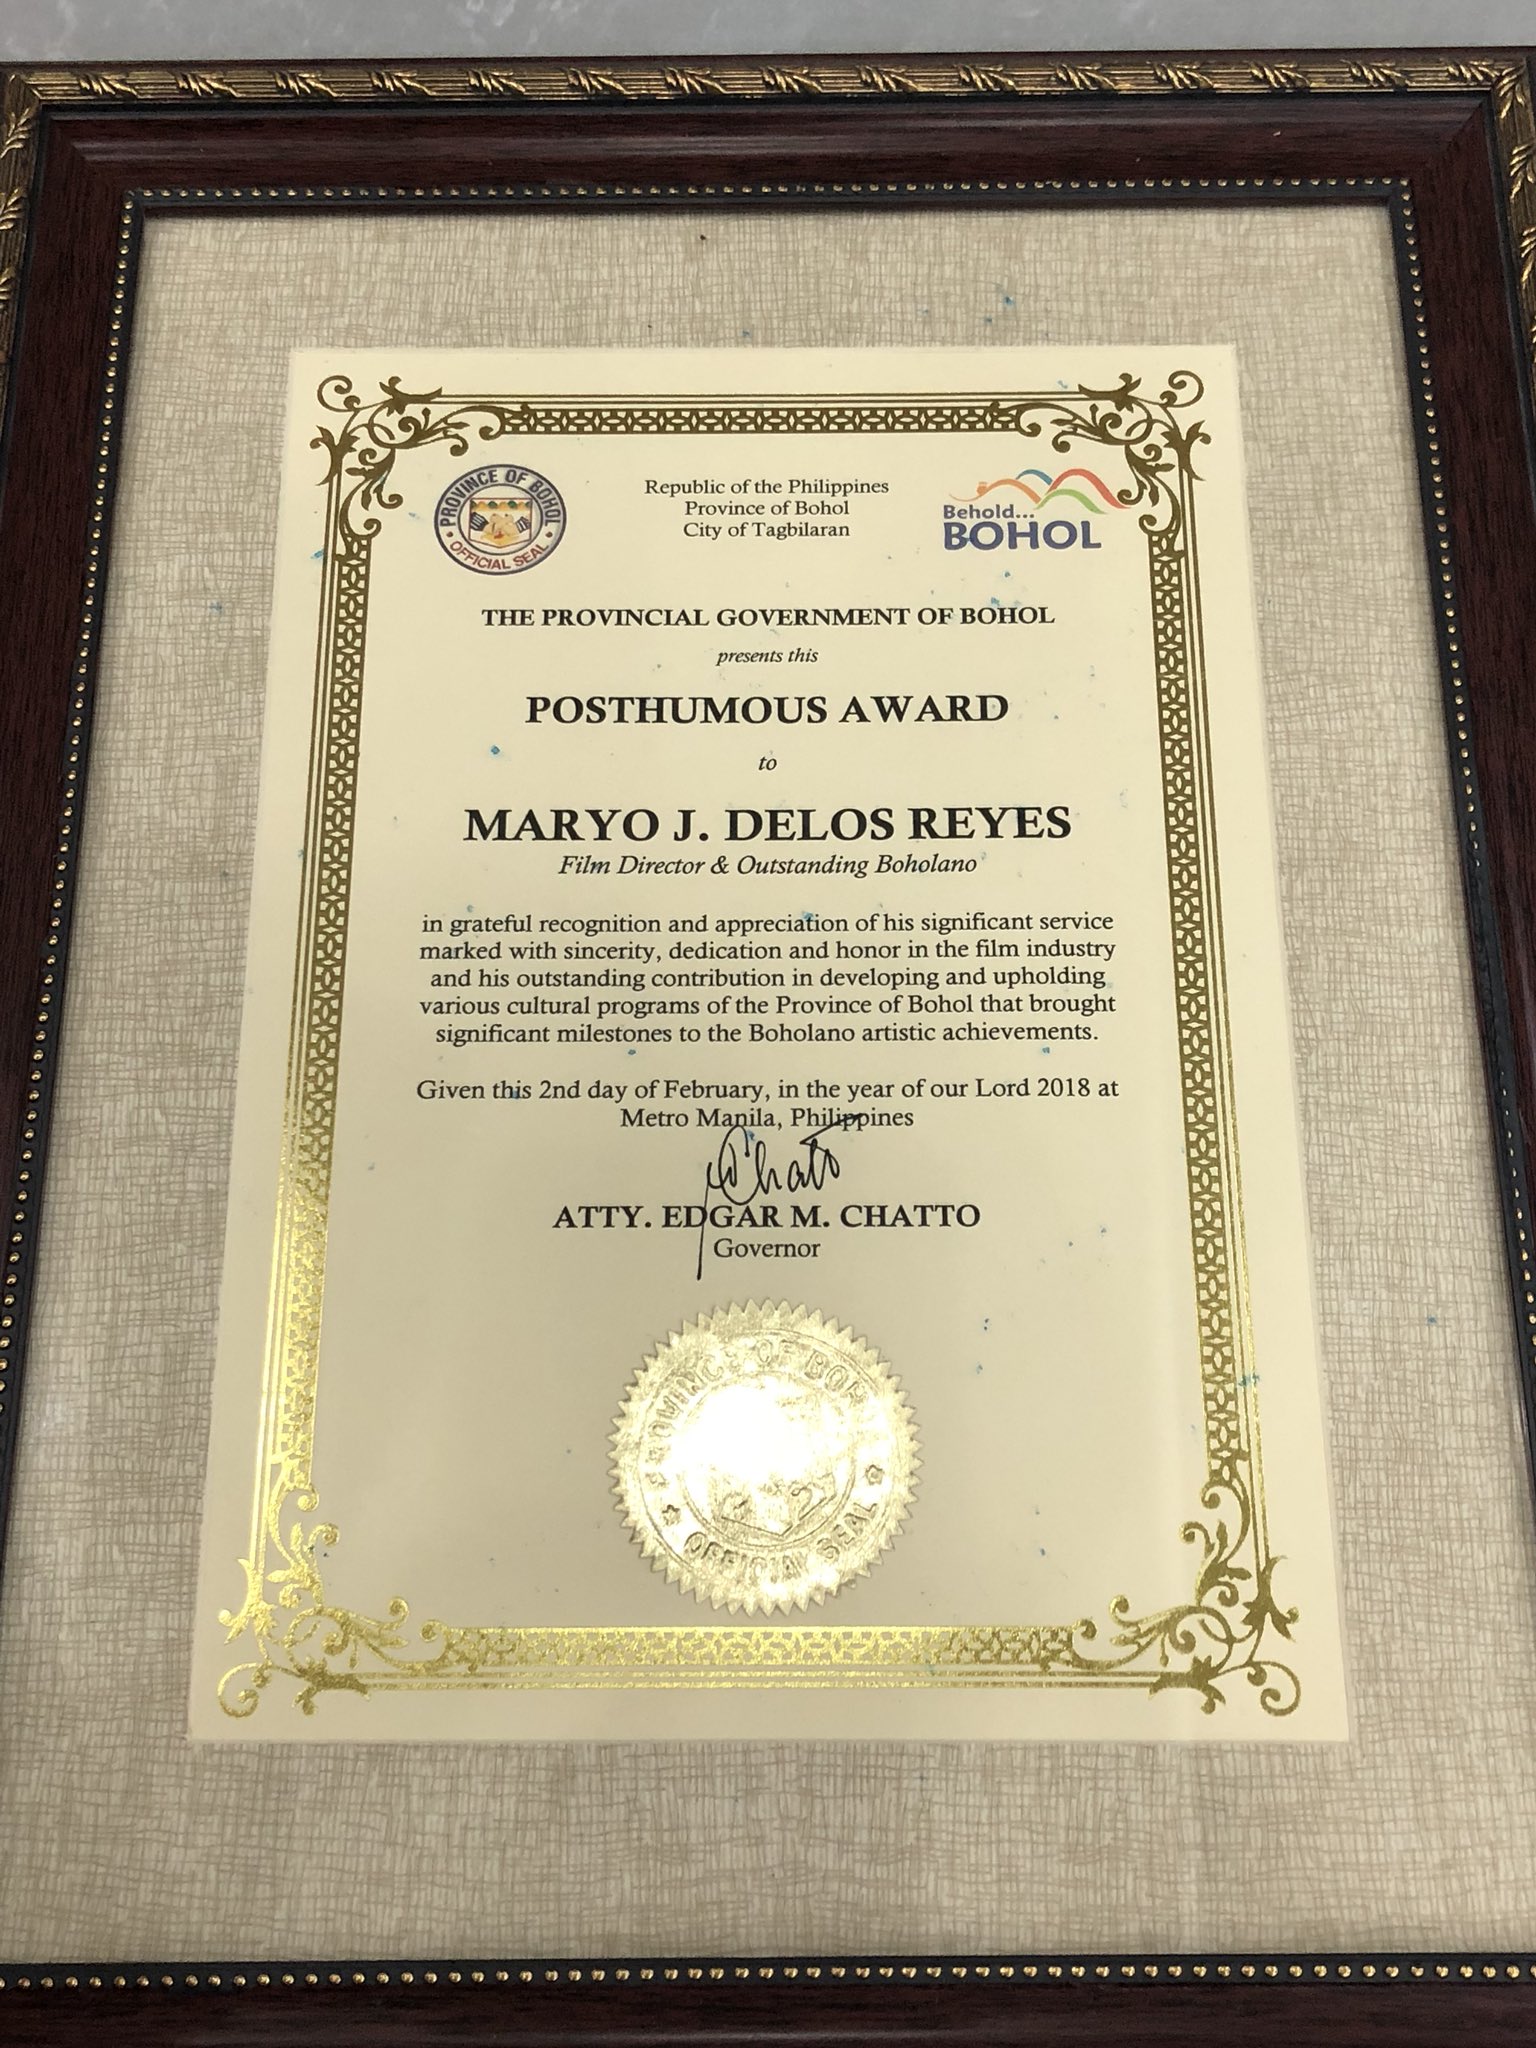 PROVINCE OF BOHOL
OFFICIAL SEAL
Republic of the Philippines
Province of Bohol
City of Tagbilaran
Behold...
BOHOL
THE PROVINCIAL GOVERNMENT OF BOHOL
presents this
POSTHUMOUS AWARD
to
MARYO J. DELOS REYES
Film Director & Outstanding Boholano
in grateful recognition and appreciation of his significant service
marked with sincerity, dedication and honor in the film industry
and his outstanding contribution in developing and upholding
various cultural programs of the Province of Bohol that brought
significant milestones to the Boholano artistic achievements.
Given this 2nd day of February, in the year of our Lord 2018 at
Metro Manila, Philippines
Chatto
ATTY. EDGAR M. CHATTO
Governor
PROVINCE OF BOHOL
OFFICIAL SEAL